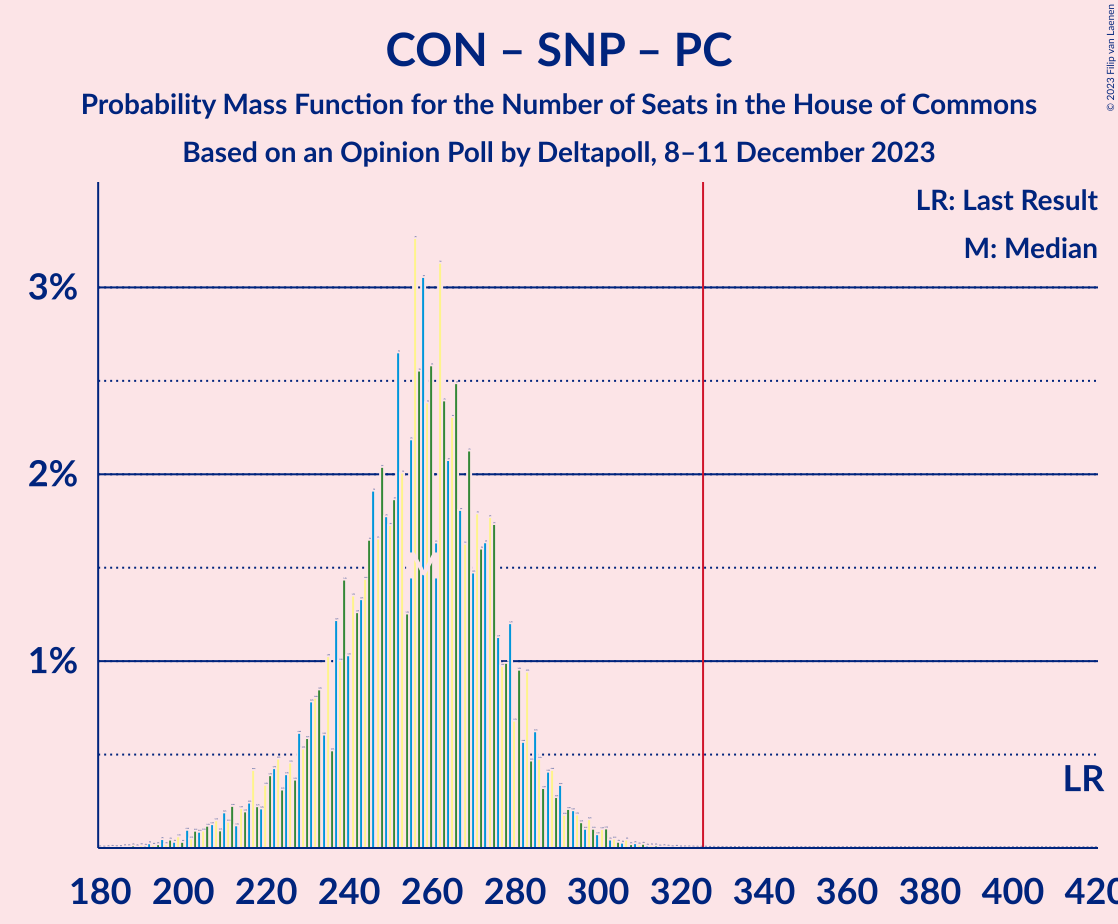 CON – SNP – PC
Probability Mass Function for the Number of Seats in the House of Commons
Based on an Opinion Poll by Deltapoll, 8–11 December 2023
© 2023 Filip van Laenen
LR: Last Result
M: Median
3%
2%
1%
M
LR
180 200 220 240 260 280 300 320 340 360 380 400 420